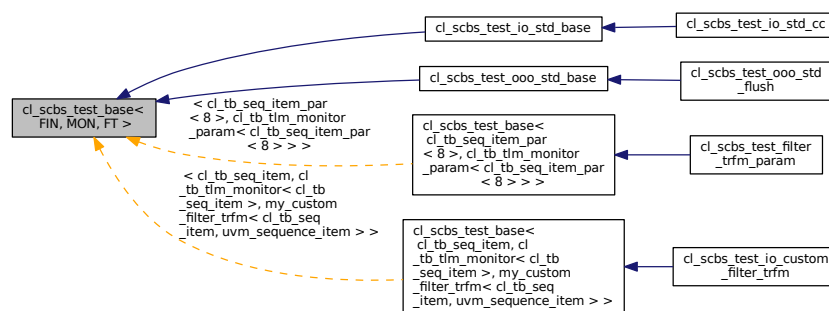 cl_scbs_test_base<
FIN, MON, FT >
cl_scbs_test_io_std_base
cl_scbs_test_io_std_cc
cl_scbs_test_ooo_std_base
cl_scbs_test_ooo_std
_flush
< cl_tb_seq_item_par
< 8 >, cl_tb_tlm_monitor
_param< cl_tb_seq_item_par
< 8 > > >
cl_scbs_test_base<
cl_tb_seq_item_par
< 8 >, cl_tb_tlm_monitor
_param< cl_tb_seq_item_par
< 8 > > >
cl_scbs_test_filter
_trfm_param
< cl_tb_seq_item, cl
_tb_tlm_monitor< cl_tb
_seq_item >, my_custom
_filter_trfm< cl_tb_seq
_item, uvm_sequence_item > >
cl_scbs_test_base<
cl_tb_seq_item, cl
_tb_tlm_monitor< cl_tb
_seq_item >, my_custom
_filter_trfm< cl_tb_seq
_item, uvm_sequence_item > >
cl_scbs_test_io_custom
_filter_trfm